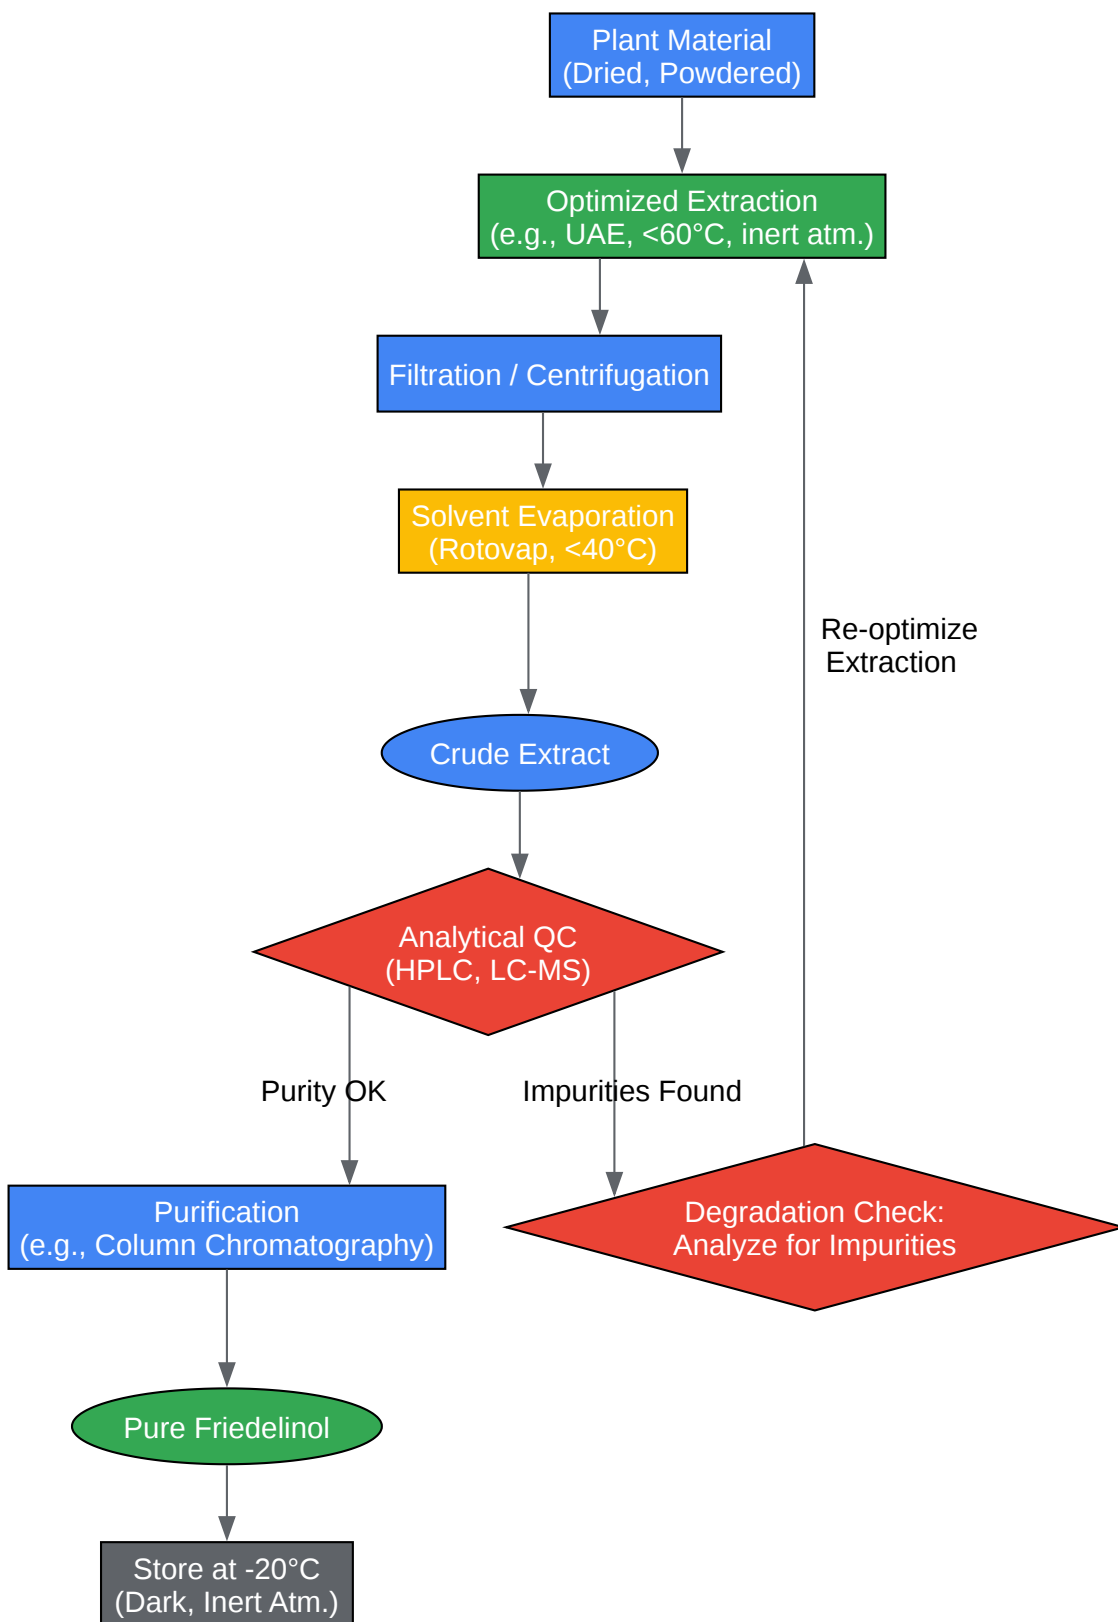 Plant Material
(Dried, Powdered)
Optimized Extraction
(e.g., UAE, <60°C, inert atm.)
Filtration / Centrifugation
Solvent Evaporation
(Rotovap, <40°C)
Re-optimize
Extraction
Crude Extract
Analytical QC
(HPLC, LC-MS)
Purity OK
Impurities Found
Purification
(e.g., Column Chromatography)
Degradation Check:
Analyze for Impurities
Pure Friedelinol
Store at -20°C
(Dark, Inert Atm.)